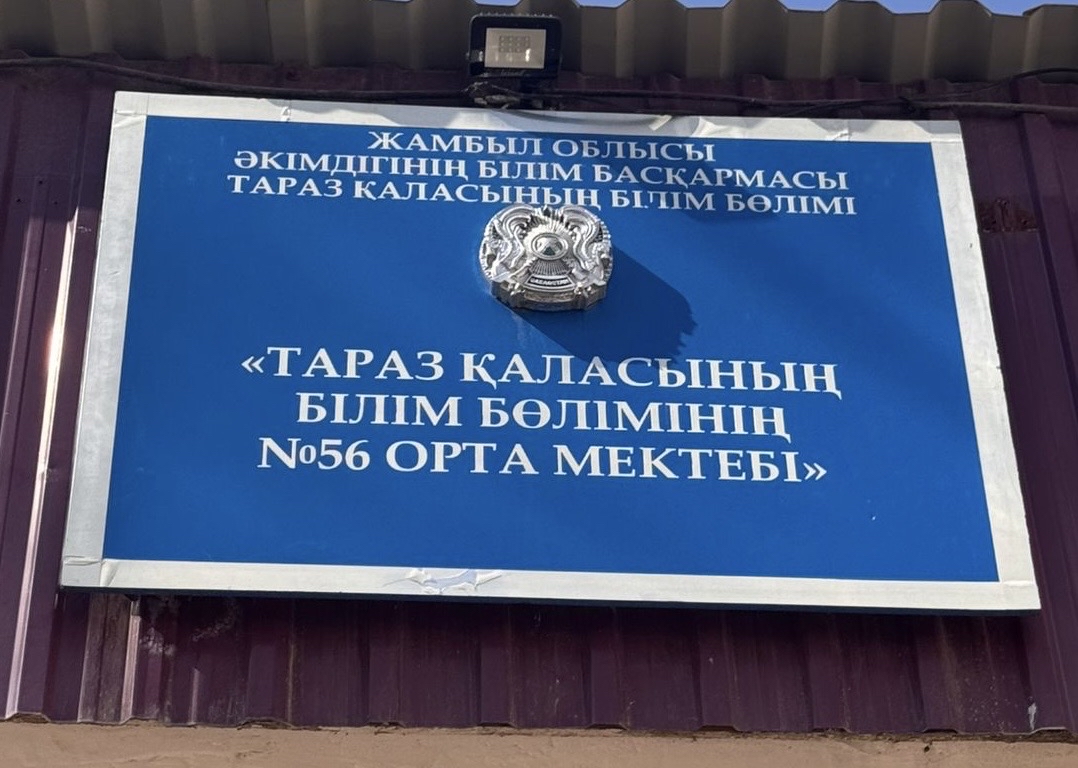 ЖАМБЫЛ ОБЛЫСЫ
ӘКІМДІГІНІҢ БІЛІМ БАСҚАРМАСЫ
ТАРАЗ ҚАЛАСЫНЫҢ БІЛІМ БӨЛІМІ
«ТАРАЗ ҚАЛАСЫНЫҢ
БІЛІМ БӨЛІМІНІҢ
№56 ОРТА МЕКТЕБІ»